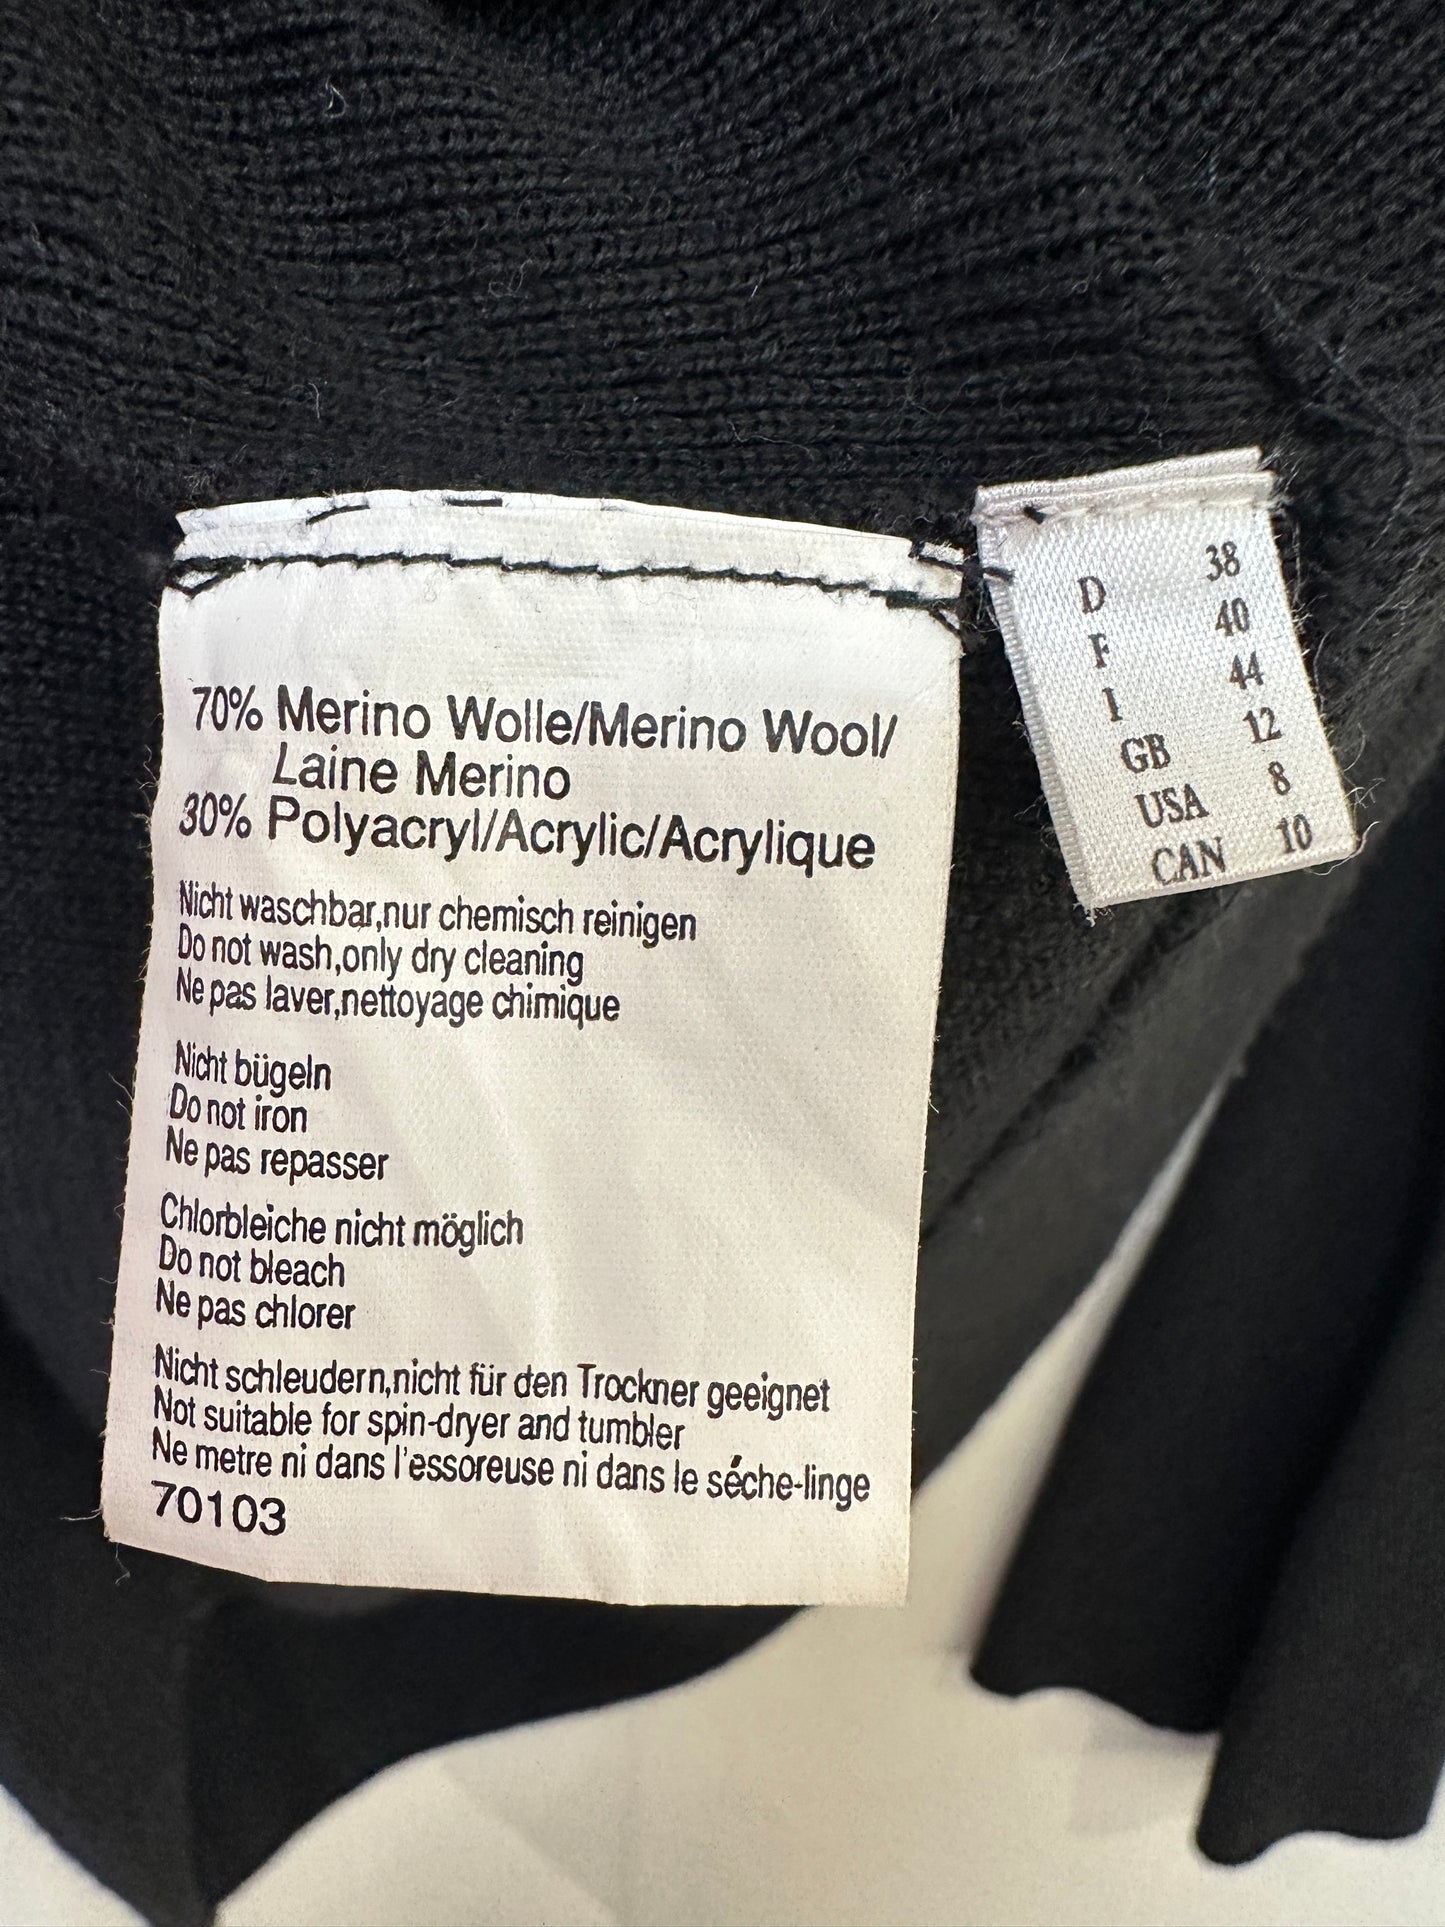 70% Merino Wolle/Merino Wool/
Laine Merino
30% Polyacryl/Acrylic/Acrylique
Nicht waschbar,nur chemisch reinigen
Do not wash,only dry cleaning
Ne pas laver,nettoyage chimique
Nicht bügeln
Do not iron
Ne pas repasser
Chlorbleiche nicht möglich
Do not bleach
Ne pas chlorer
Nicht schleudern,nicht für den Trockner geeignet
Not suitable for spin-dryer and tumbler
Ne metre ni dans l'essoreuse ni dans le séche-linge
70103
D 38
F 40
I 44
GB 12
USA 8
CAN 10